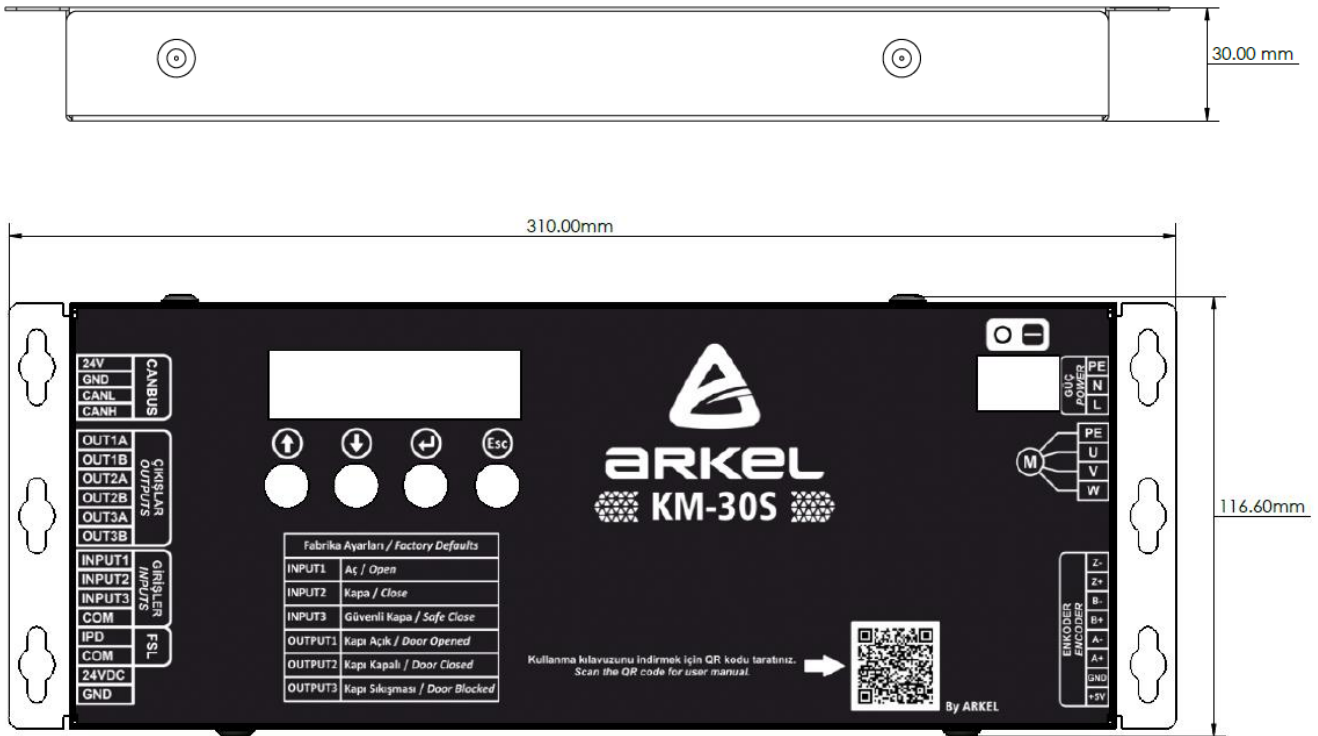 30.00 mm
310.00mm
116.60mm
24V
GND
CANL
CANH
CANBUS
OUT1A
OUT1B
OUT2A
OUT2B
OUT3A
OUT3B
ÇIKIŞLAR
OUTPUTS
INPUT1
INPUT2
INPUT3
COM
GİRİŞLER
INPUTS
IPD
COM
24VDC
GND
FSL
Esc
Fabrika Ayarları / Factory Defaults
INPUT1 Aç / Open
INPUT2 Kapa / Close
INPUT3 Güvenli Kapa / Safe Close
OUTPUT1 Kapı Açık / Door Opened
OUTPUT2 Kapı Kapalı / Door Closed
OUTPUT3 Kapı Sıkışması / Door Blocked
ARKEL
KM-30S
Kullanma kılavuzunu indirmek için QR kodu taratınız.
Scan the QR code for user manual.
By ARKEL
GÜÇ
POWER
PE
N
L
M
PE
U
V
W
ENKODER
ENCODER
Z-
Z+
B-
B+
A-
A+
GND
+5V